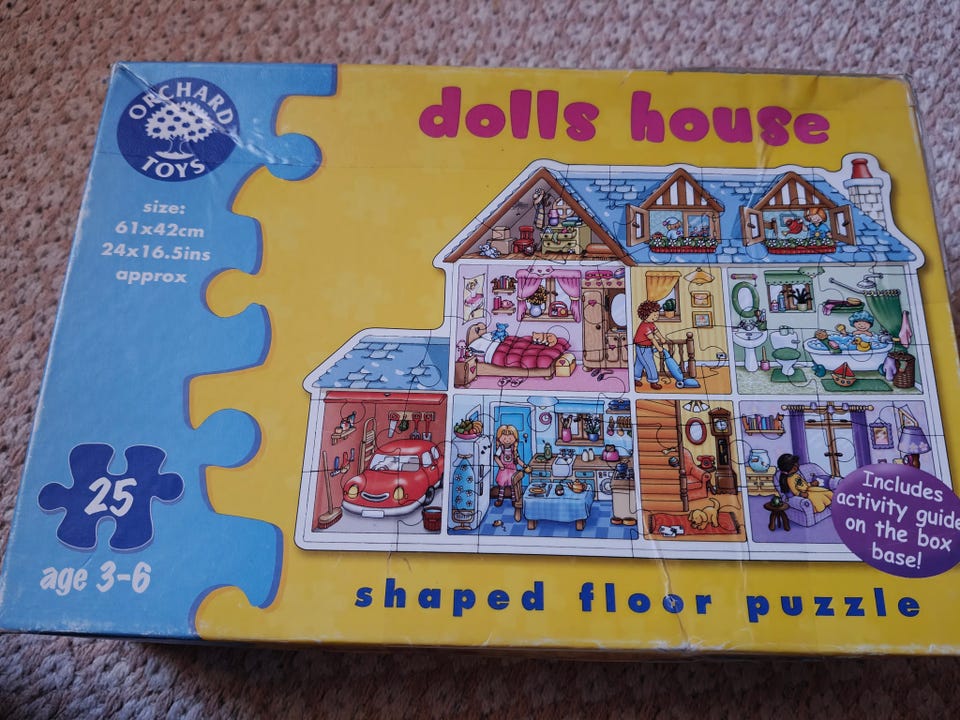 ORCHARD
TOYS
size:
61x42cm
24x16.5ins
approx
25
age 3-6
dolls house
Includes
activity guide
on the box
base!
shaped floor puzzle